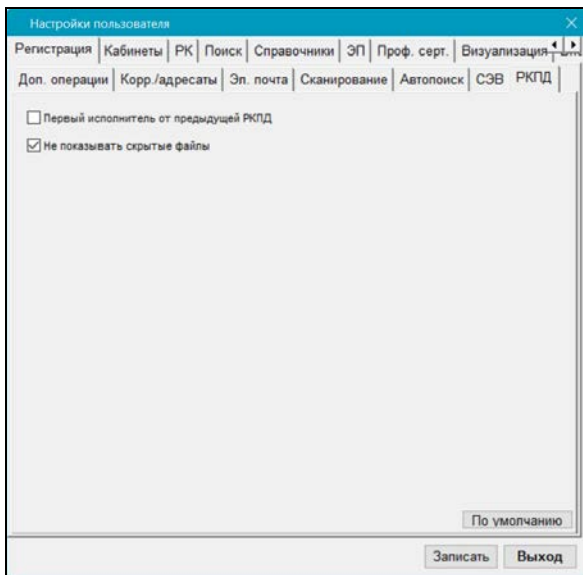 Настройки пользователя
Регистрация Кабинеты РК Поиск Справочники ЭП Проф. серт. Визуализация
Доп. операции Корр./адресаты Эл. почта Сканирование Автопоиск СЭВ РКПД
Первый исполнитель от предыдущей РКПД
Не показывать скрытые файлы
По умолчанию
Записать Выход